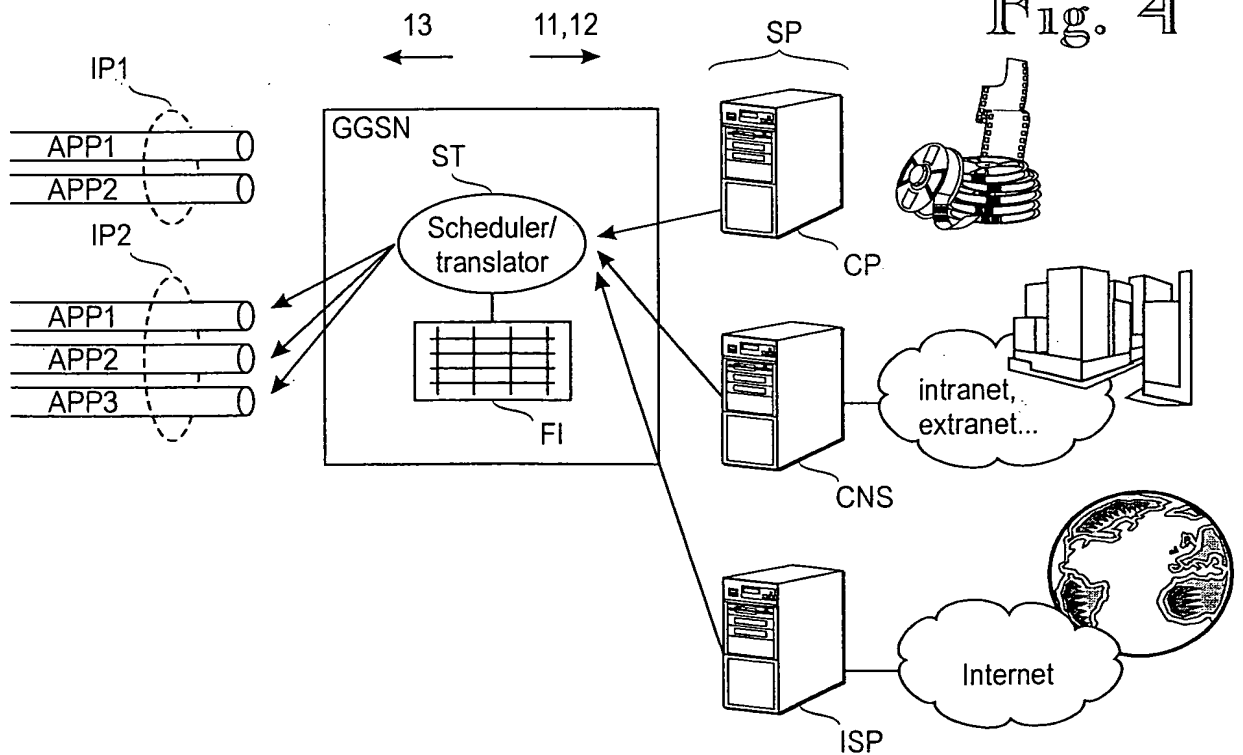 Fig. 4
13
11,12
SP
IP1
APP1
APP2
GGSN
ST
Scheduler/
translator
CP
IP2
APP1
APP2
APP3
FI
intranet,
extranet...
CNS
Internet
ISP